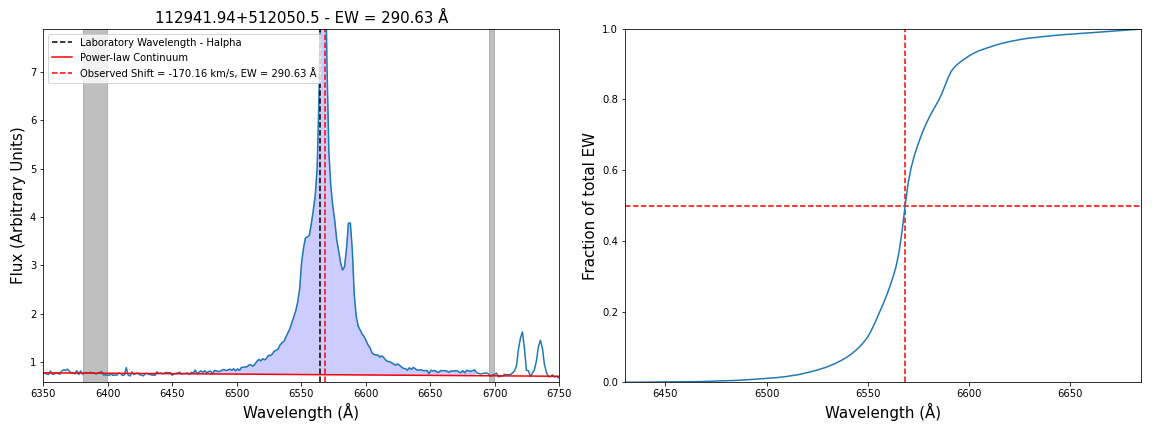 112941.94+512050.5 - EW = 290.63 Å
Laboratory Wavelength - Halpha
Power-law Continuum
Observed Shift = -170.16 km/s, EW = 290.63 Å
Flux (Arbitrary Units)
7
6
5
4
3
2
1
6350 6400 6450 6500 6550 6600 6650 6700 6750
Wavelength (Å)
Fraction of total EW
1.0
0.8
0.6
0.4
0.2
0.0
6450 6500 6550 6600 6650
Wavelength (Å)